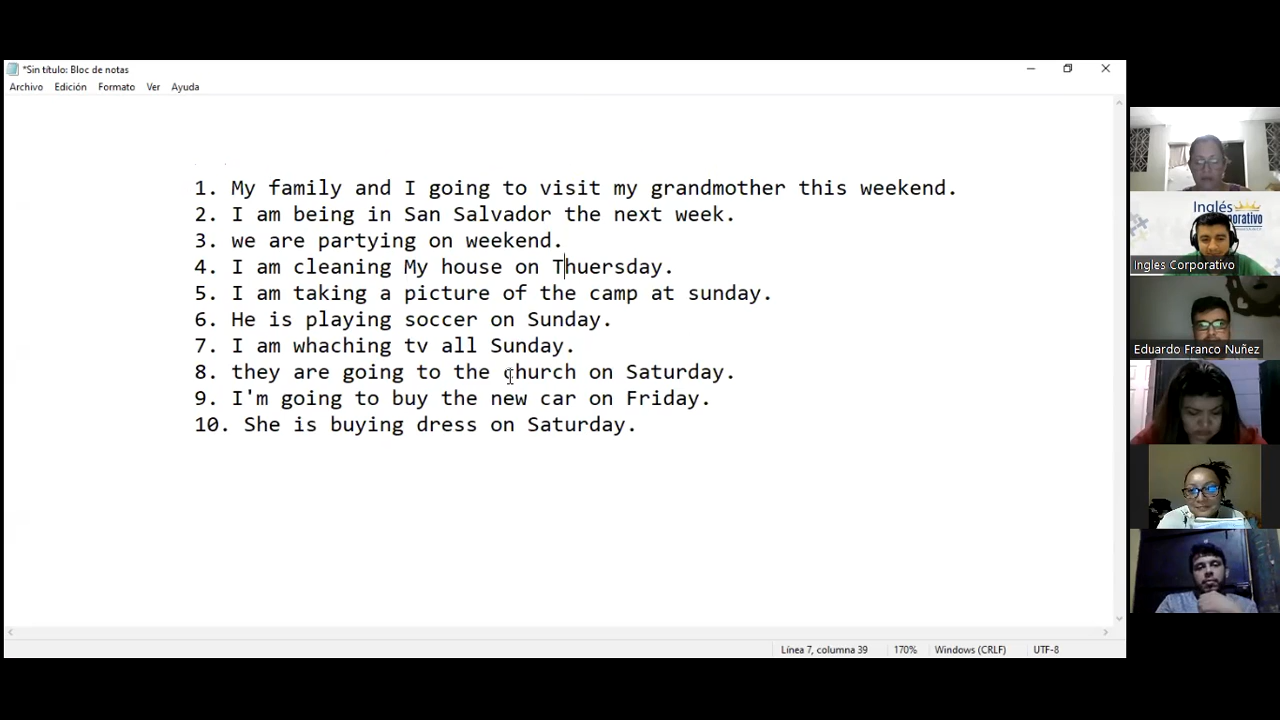 *Sin título: Bloc de notas
Archivo Edición Formato Ver Ayuda
1. My family and I going to visit my grandmother this weekend.
2. I am being in San Salvador the next week.
3. we are partying on weekend.
4. I am cleaning My house on Thuersday.
5. I am taking a picture of the camp at sunday.
6. He is playing soccer on Sunday.
7. I am whaching tv all Sunday.
8. they are going to the church on Saturday.
9. I'm going to buy the new car on Friday.
10. She is buying dress on Saturday.
Línea 7, columna 39 170% Windows (CRLF) UTF-8
Inglés
Ingles Corporativo
Eduardo Franco Nuñez